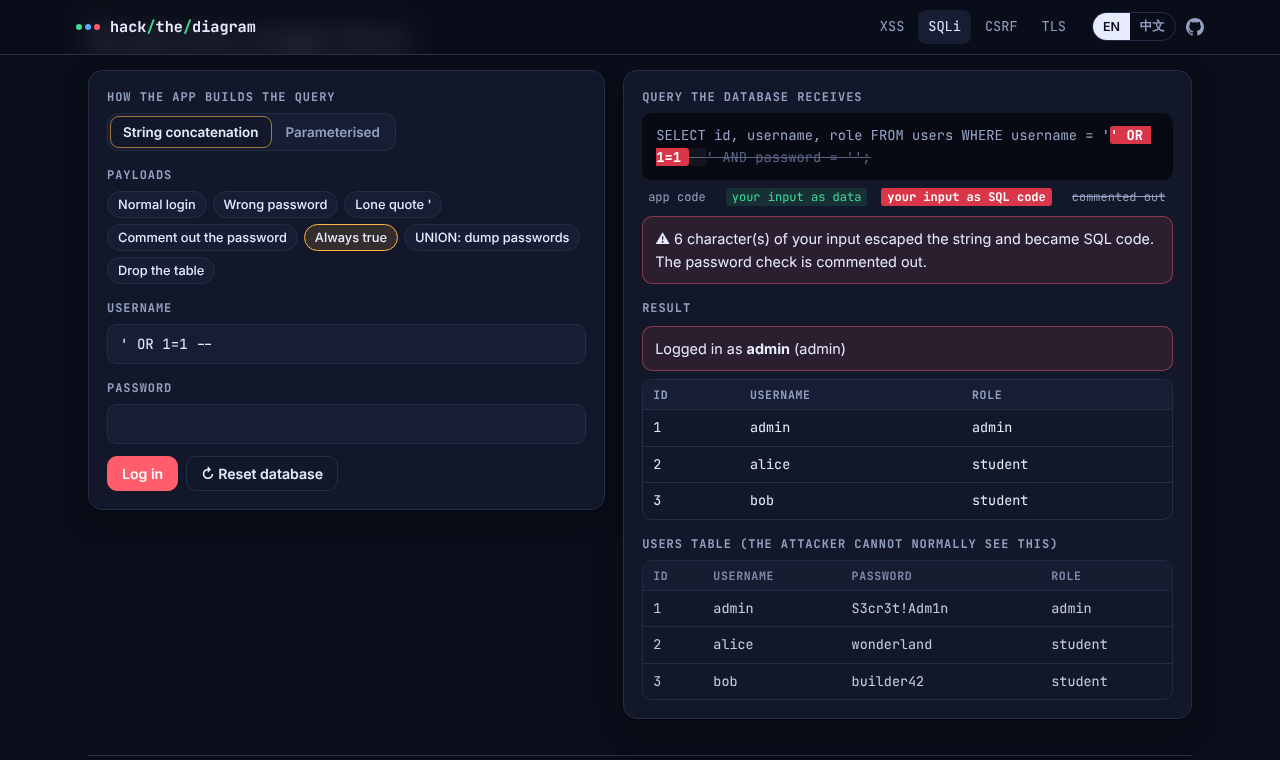 hack/the/diagram
XSS SQLi CSRF TLS EN 中文
HOW THE APP BUILDS THE QUERY
String concatenation Parameterised
PAYLOADS
Normal login Wrong password Lone quote '
Comment out the password Always true UNION: dump passwords
Drop the table
USERNAME
' OR 1=1 --
PASSWORD
Log in ↻ Reset database
QUERY THE DATABASE RECEIVES
SELECT id, username, role FROM users WHERE username = '' OR
1=1 --  ' AND password = '';
app code your input as data your input as SQL code commented out
⚠ 6 character(s) of your input escaped the string and became SQL code.
The password check is commented out.
RESULT
Logged in as admin (admin)
ID USERNAME ROLE
1 admin admin
2 alice student
3 bob student
USERS TABLE (THE ATTACKER CANNOT NORMALLY SEE THIS)
ID USERNAME PASSWORD ROLE
1 admin S3cr3t!Adm1n admin
2 alice wonderland student
3 bob builder42 student